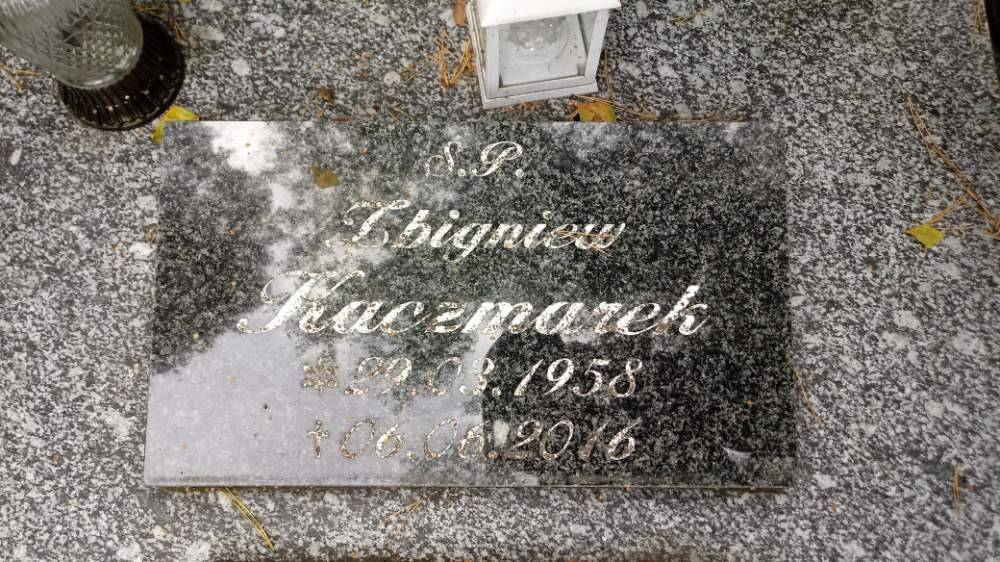 Ś.P.
Zbigniew
Kaczmarek
* 29.03.1958
✝ 06.06.2016